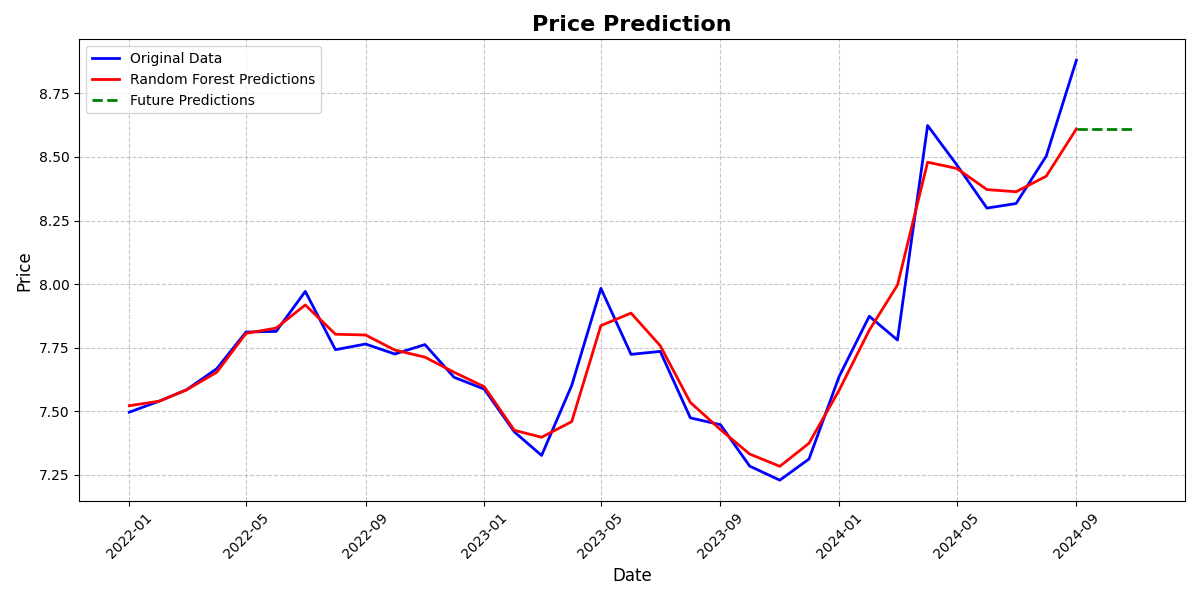 Price Prediction
Original Data
Random Forest Predictions
Future Predictions
Price
8.75
8.50
8.25
8.00
7.75
7.50
7.25
2022-01
2022-05
2022-09
2023-01
2023-05
2023-09
2024-01
2024-05
2024-09
Date